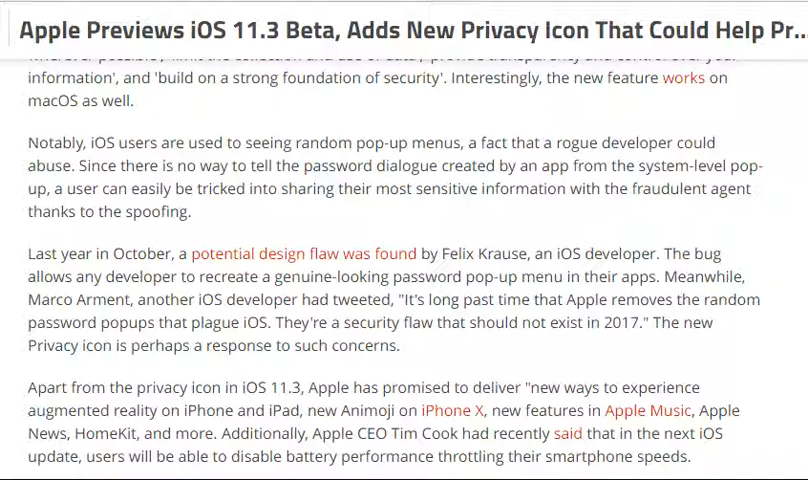 Apple Previews iOS 11.3 Beta, Adds New Privacy Icon That Could Help Pr...
information', and 'build on a strong foundation of security'. Interestingly, the new feature works on
macOS as well.
Notably, iOS users are used to seeing random pop-up menus, a fact that a rogue developer could
abuse. Since there is no way to tell the password dialogue created by an app from the system-level pop-
up, a user can easily be tricked into sharing their most sensitive information with the fraudulent agent
thanks to the spoofing.
Last year in October, a potential design flaw was found by Felix Krause, an iOS developer. The bug
allows any developer to recreate a genuine-looking password pop-up menu in their apps. Meanwhile,
Marco Arment, another iOS developer had tweeted, "It's long past time that Apple removes the random
password popups that plague iOS. They're a security flaw that should not exist in 2017." The new
Privacy icon is perhaps a response to such concerns.
Apart from the privacy icon in iOS 11.3, Apple has promised to deliver "new ways to experience
augmented reality on iPhone and iPad, new Animoji on iPhone X, new features in Apple Music, Apple
News, HomeKit, and more. Additionally, Apple CEO Tim Cook had recently said that in the next iOS
update, users will be able to disable battery performance throttling their smartphone speeds.